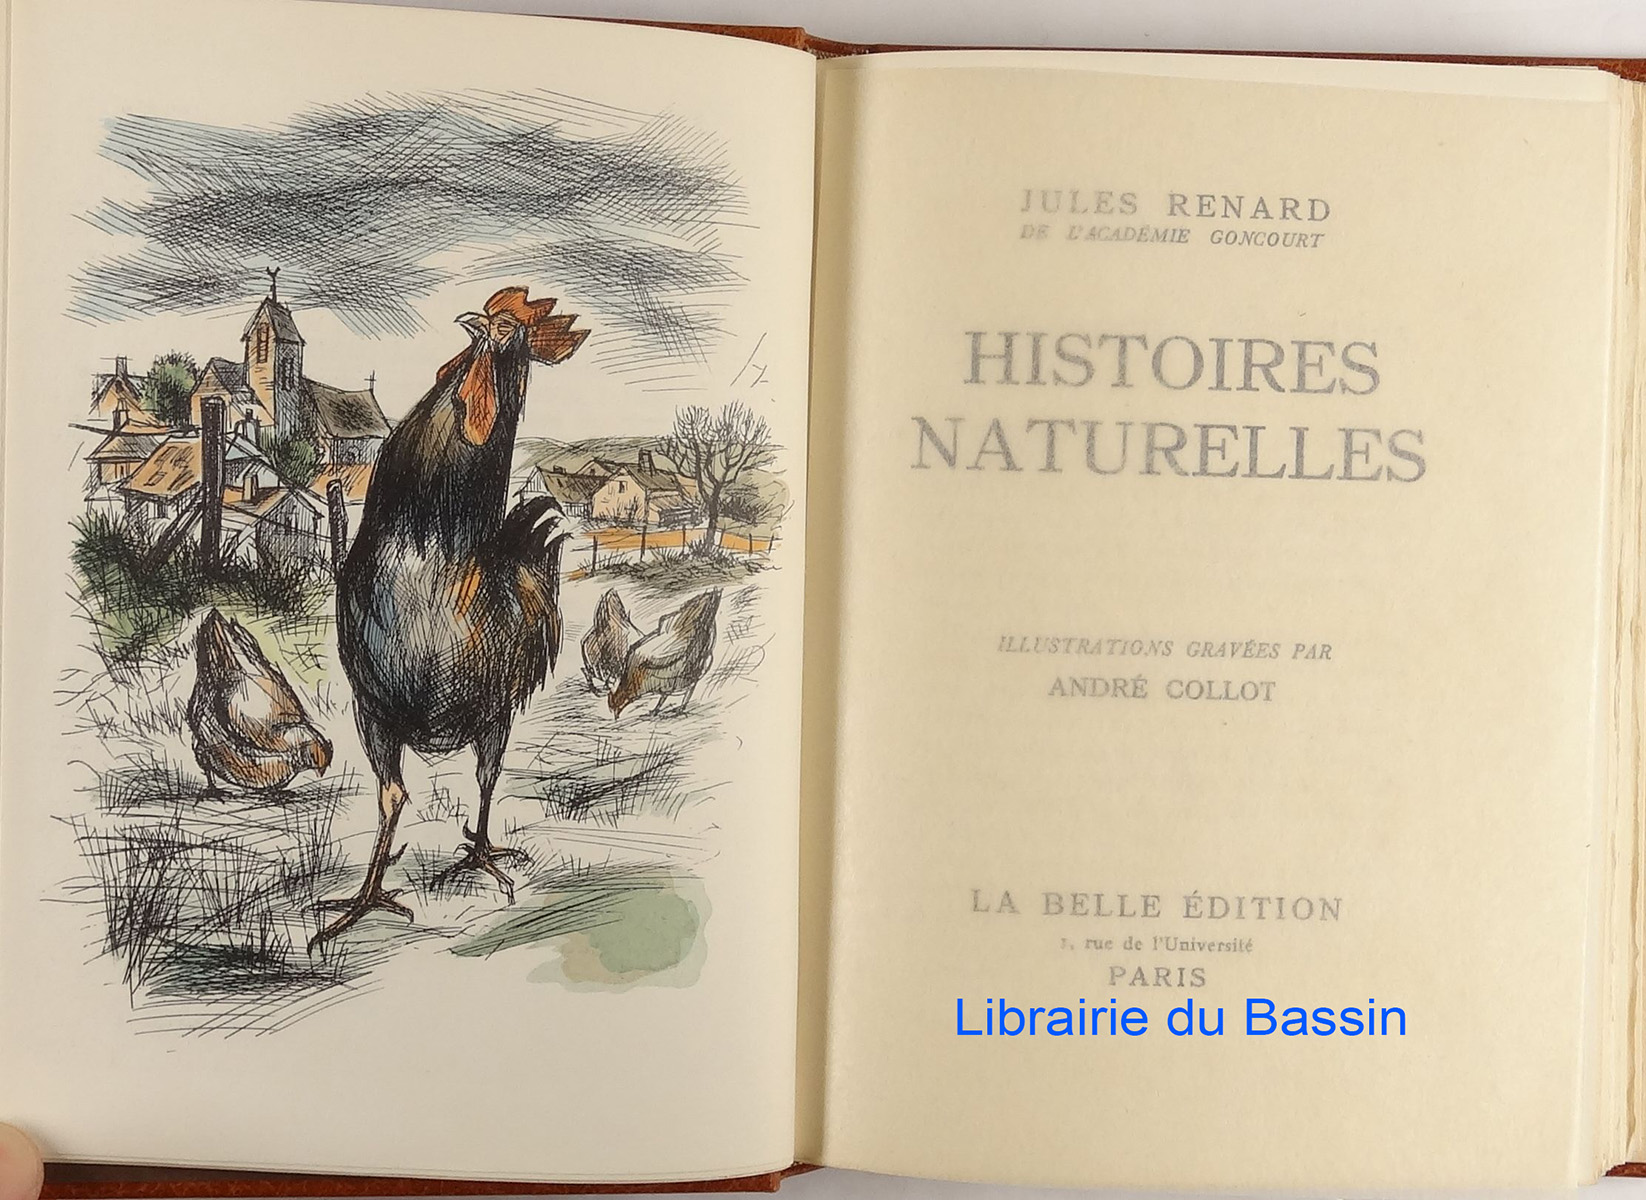 JULES RENARD
DE L'ACADÉMIE GONCOURT
HISTOIRES
NATURELLES
ILLUSTRATIONS GRAVÉES PAR
ANDRÉ COLLOT
LA BELLE ÉDITION
rue de l'Université
PARIS
Librairie du Bassin